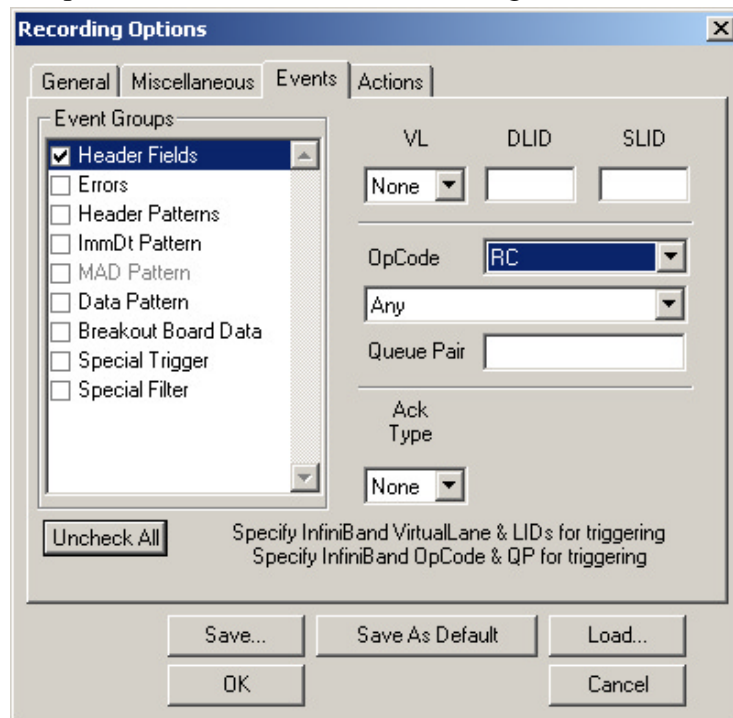 Recording Options
General Miscellaneous Events Actions
Event Groups
Header Fields
Errors
Header Patterns
ImmDt Pattern
MAD Pattern
Data Pattern
Breakout Board Data
Special Trigger
Special Filter
Uncheck All
VL DLID SLID
None
OpCode RC
Any
Queue Pair
Ack
Type
None
Specify InfiniBand VirtualLane & LIDs for triggering
Specify InfiniBand OpCode & QP for triggering
Save... Save As Default Load...
OK Cancel